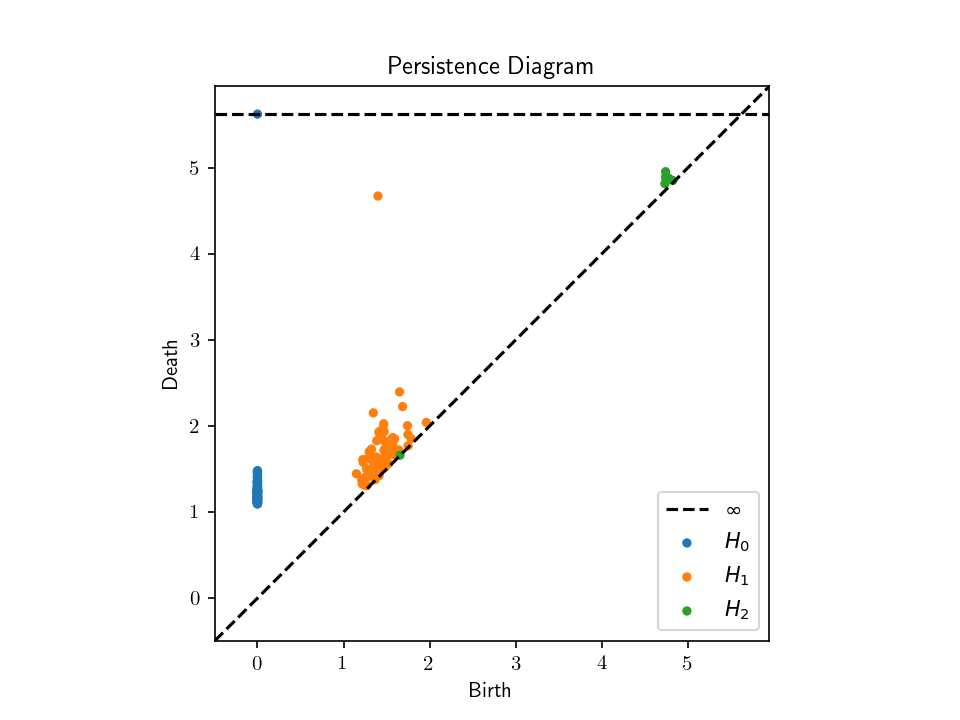 Persistence Diagram
Death
5
4
3
2
1
0
0 1 2 3 4 5
Birth
∞
H₀
H₁
H₂